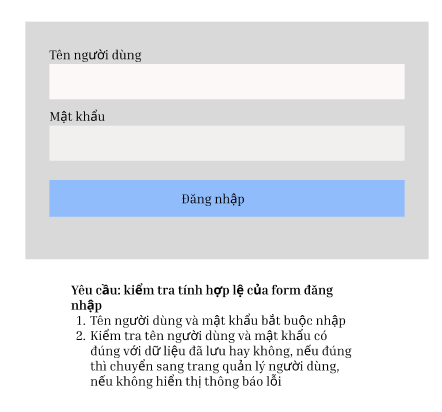 Tên người dùng
Mật khẩu
Đăng nhập
Yêu cầu: kiểm tra tính hợp lệ của form đăng
nhập
1. Tên người dùng và mật khẩu bắt buộc nhập
2. Kiểm tra tên người dùng và mật khẩu có
đúng với dữ liệu đã lưu hay không, nếu đúng
thì chuyển sang trang quản lý người dùng,
nếu không hiển thị thông báo lỗi